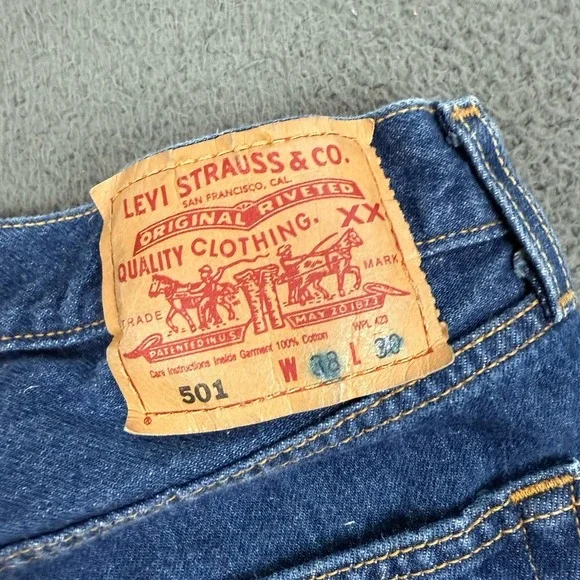 LEVI STRAUSS & CO.
SAN FRANCISCO, CAL.
ORIGINAL RIVETED
QUALITY CLOTHING. XX
TRADE MARK
PATENTED IN U.S. MAY 20 1873
Care Instructions Inside Garment 100% Cotton WPL 423
501 W L 30
®